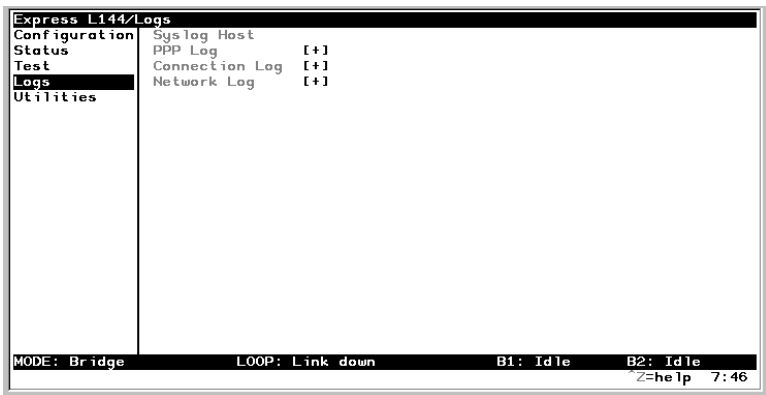 Express L144/Logs
Configuration Syslog Host
Status PPP Log [+]
Test Connection Log [+]
Logs Network Log [+]
Utilities
MODE: Bridge LOOP: Link down B1: Idle B2: Idle
^Z=help 7:46